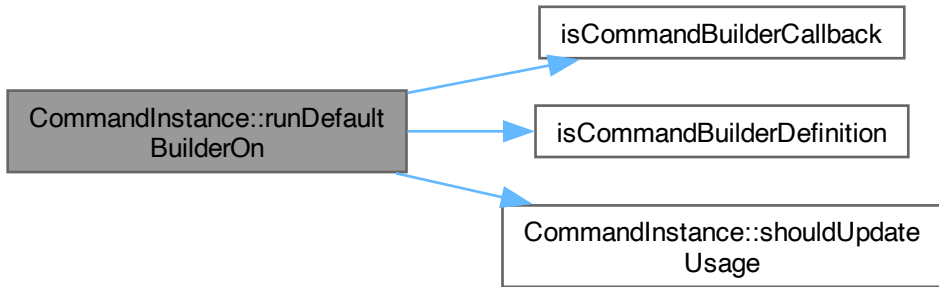 isCommandBuilderCallback
CommandInstance::runDefault
BuilderOn
isCommandBuilderDefinition
CommandInstance::shouldUpdate
Usage